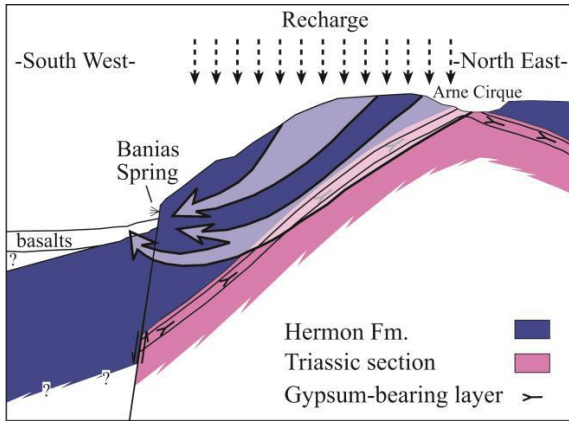 Recharge
-South West-
-North East-
Arne Cirque
Banias
Spring
basalts
?
Hermon Fm.
Triassic section
Gypsum-bearing layer
? ?